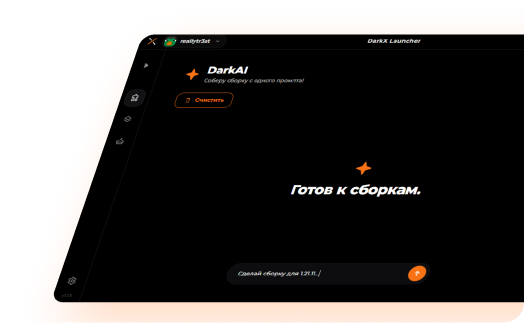 reallytr3st
DarkX Launcher
DarkAI
Соберу сборку с одного промпта!
Очистить
Готов к сборкам.
Сделай сборку для 1.21.11.